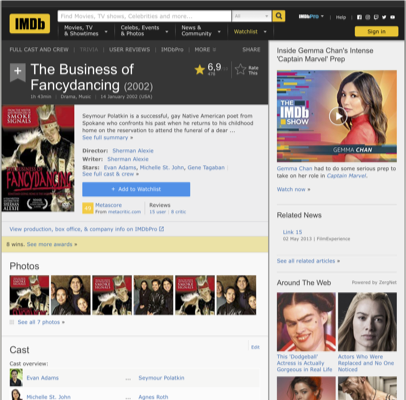 IMDb
Find Movies, TV shows, Celebrities and more...
All
IMDbPro
Help
Movies, TV
& Showtimes
Celebs, Events
& Photos
News &
Community
Watchlist
Sign in
FULL CAST AND CREW
TRIVIA
USER REVIEWS
IMDbPro
MORE
SHARE
The Business of
Fancydancing (2002)
6,9
Rate
This
1h 43min | Drama, Music | 14 January 2002 (USA)
SMOKE
SIGNALS
FANCYDANCING
Seymour Polatkin is a successful, gay Native American poet from
Spokane who confronts his past when he returns to his childhood
home on the reservation to attend the funeral of a dear ...
See full summary »
Director: Sherman Alexie
Writer: Sherman Alexie
Stars: Evan Adams, Michelle St. John, Gene Tagaban
See full cast & crew »
+ Add to Watchlist
Metascore
From metacritic.com
Reviews
15 user | 8 critic
View production, box office, & company info on IMDbPro
8 wins. See more awards »
Photos
See all 7 photos »
Cast
Edit
Cast overview:
Evan Adams ... Seymour Polatkin
Michelle St. John ... Agnes Roth
Inside Gemma Chan's Intense
'Captain Marvel' Prep
THE
IMDb
SHOW
GEMMA CHAN
Gemma Chan had to do some serious prep to
take on her role in Captain Marvel.
Watch now »
Related News
Link 15
02 May 2013 | FilmExperience
See all related articles »
Around The Web
Powered by ZergNet
This 'Dodgeball'
Actress Is Actually
Gorgeous in Real Life
Actors Who Were
Replaced and No One
Noticed